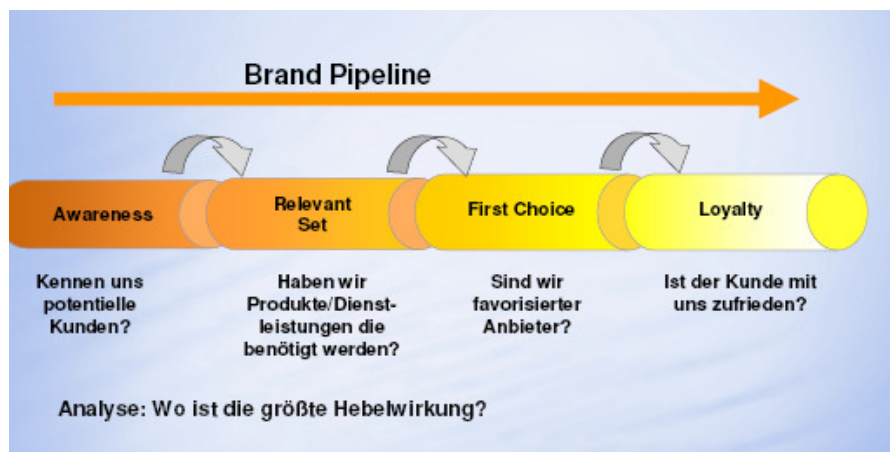 Brand Pipeline
Awareness
Relevant
Set
First Choice
Loyalty
Kennen uns
potentielle
Kunden?
Haben wir
Produkte/Dienst-
leistungen die
benötigt werden?
Sind wir
favorisierter
Anbieter?
Ist der Kunde mit
uns zufrieden?
Analyse: Wo ist die größte Hebelwirkung?